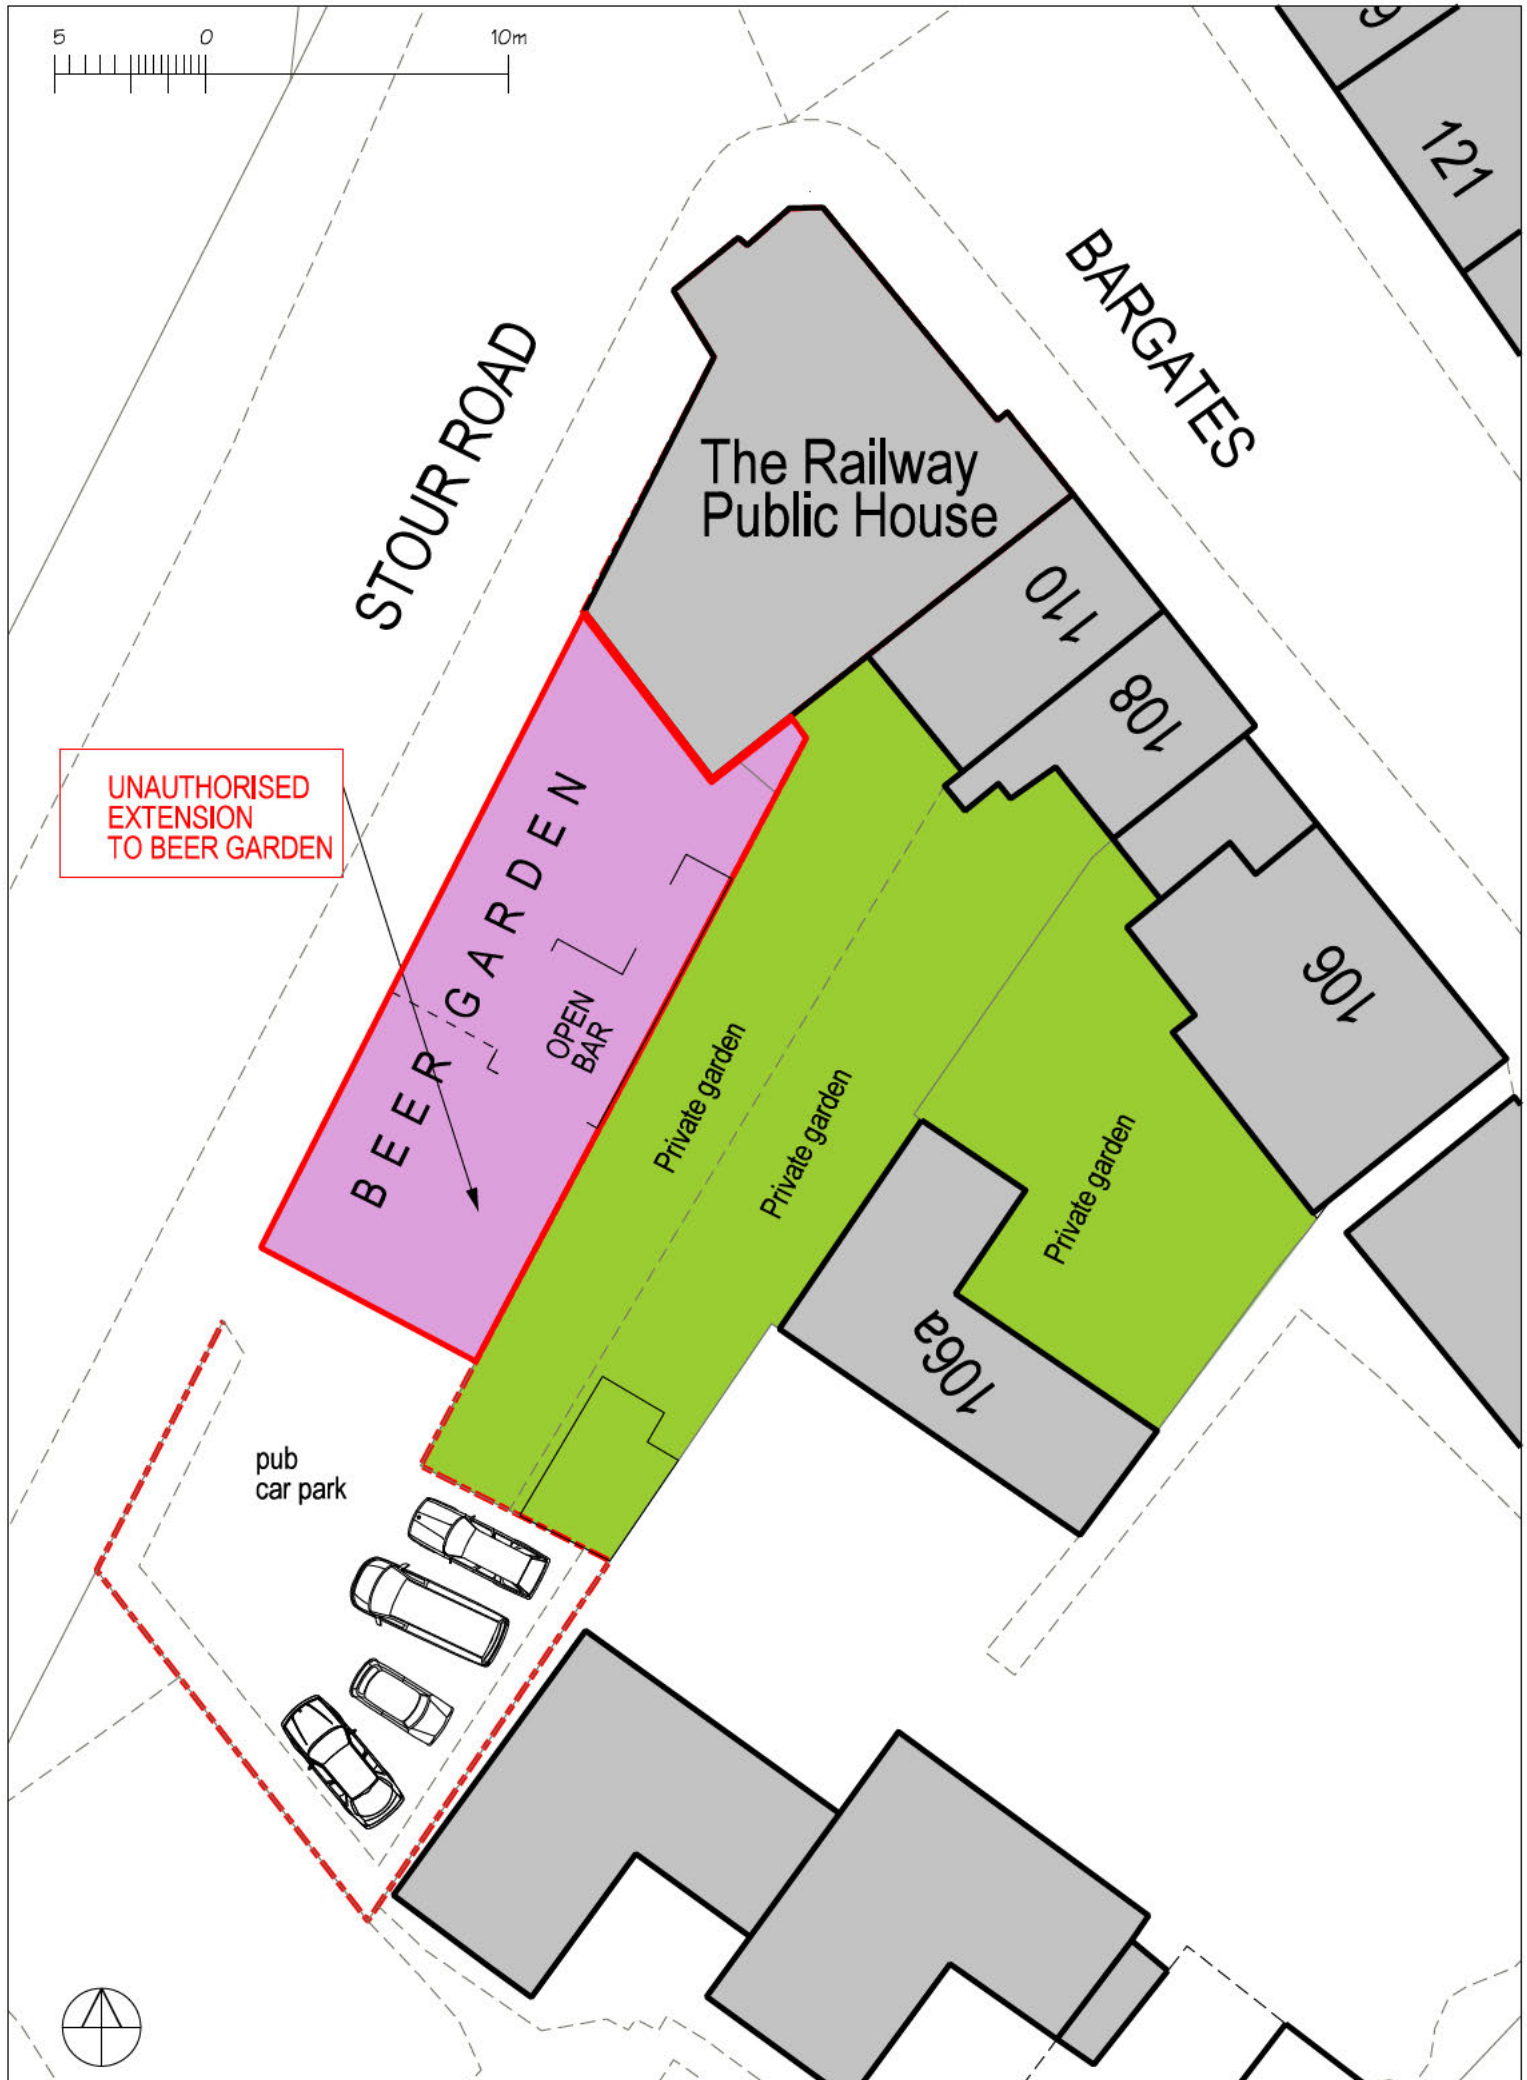 5 0 10m
9
121
BARGATES
STOUR ROAD
The Railway
Public House
110
108
UNAUTHORISED
EXTENSION
TO BEER GARDEN
BEER GARDEN
OPEN
BAR
106
Private garden
Private garden
Private garden
106a
pub
car park